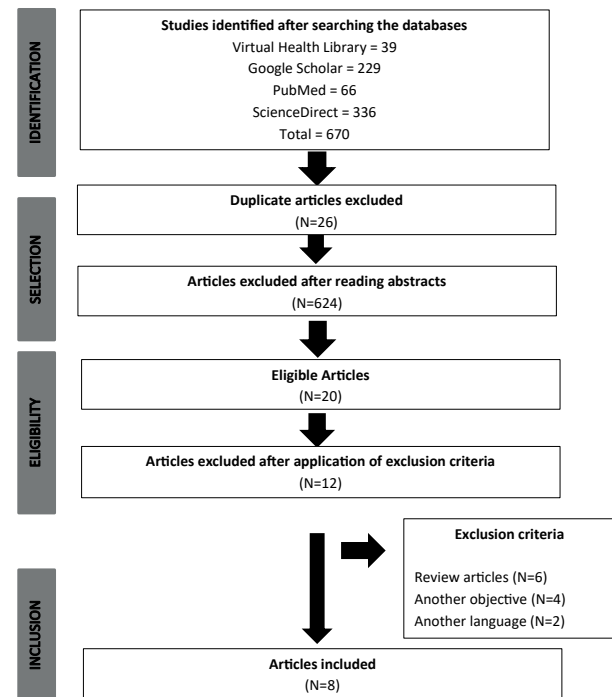 IDENTIFICATION
Studies identified after searching the databases
Virtual Health Library = 39
Google Scholar = 229
PubMed = 66
ScienceDirect = 336
Total = 670
SELECTION
Duplicate articles excluded
(N=26)
Articles excluded after reading abstracts
(N=624)
ELIGIBILITY
Eligible Articles
(N=20)
Articles excluded after application of exclusion criteria
(N=12)
Exclusion criteria
Review articles (N=6)
Another objective (N=4)
Another language (N=2)
INCLUSION
Articles included
(N=8)